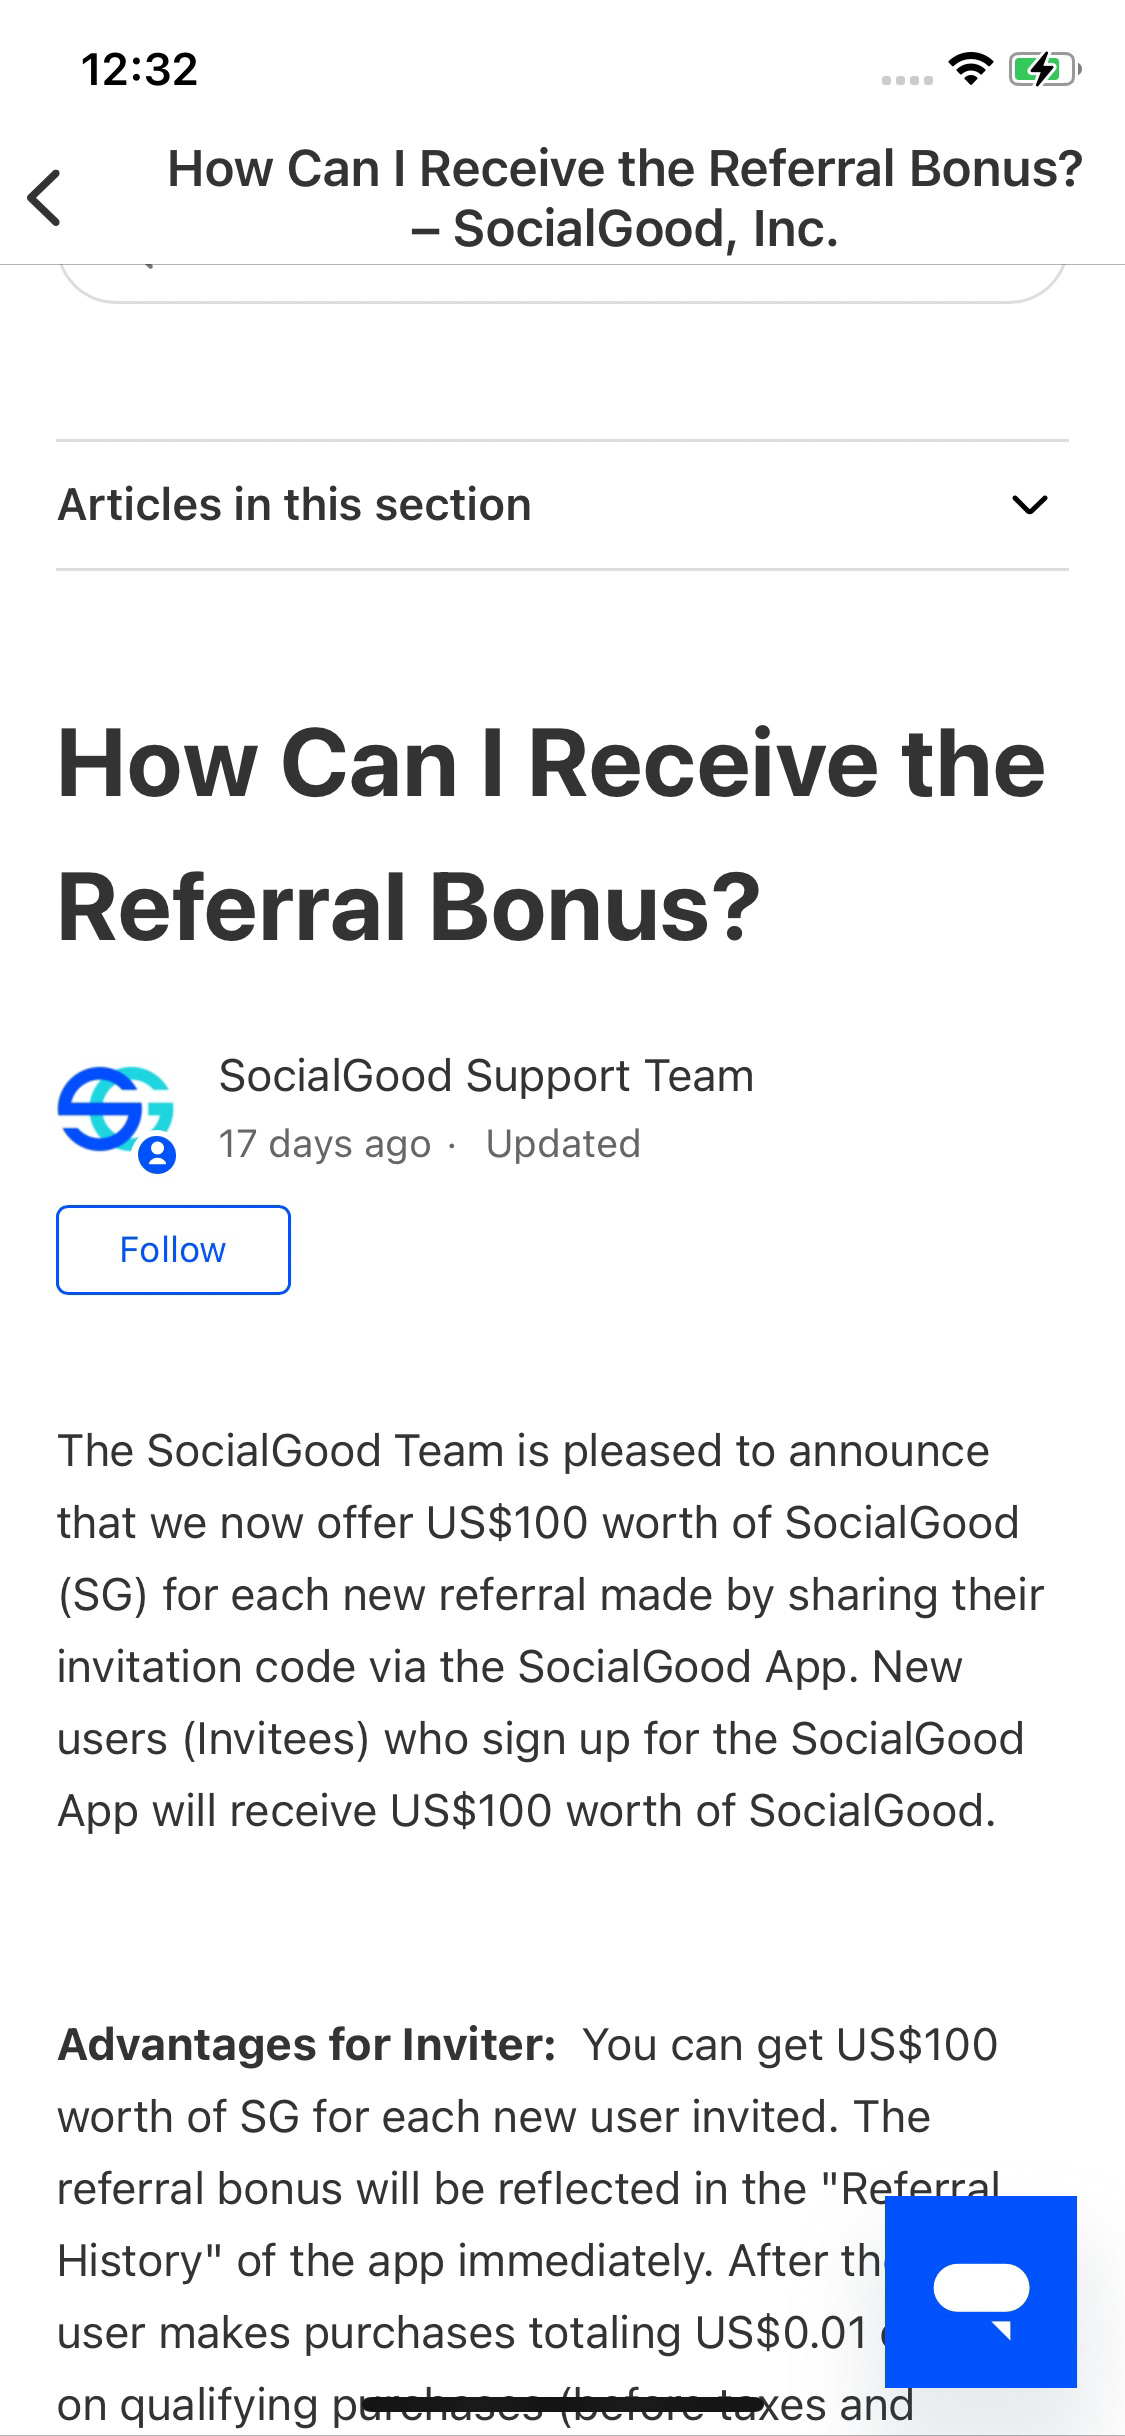 12:32
How Can I Receive the Referral Bonus?
– SocialGood, Inc.
Articles in this section
How Can I Receive the
Referral Bonus?
SocialGood Support Team
17 days ago · Updated
Follow
The SocialGood Team is pleased to announce
that we now offer US$100 worth of SocialGood
(SG) for each new referral made by sharing their
invitation code via the SocialGood App. New
users (Invitees) who sign up for the SocialGood
App will receive US$100 worth of SocialGood.
Advantages for Inviter: You can get US$100
worth of SG for each new user invited. The
referral bonus will be reflected in the "Referral
History" of the app immediately. After
user makes purchases totaling US$0.01
on qualifying purchases (before taxes and